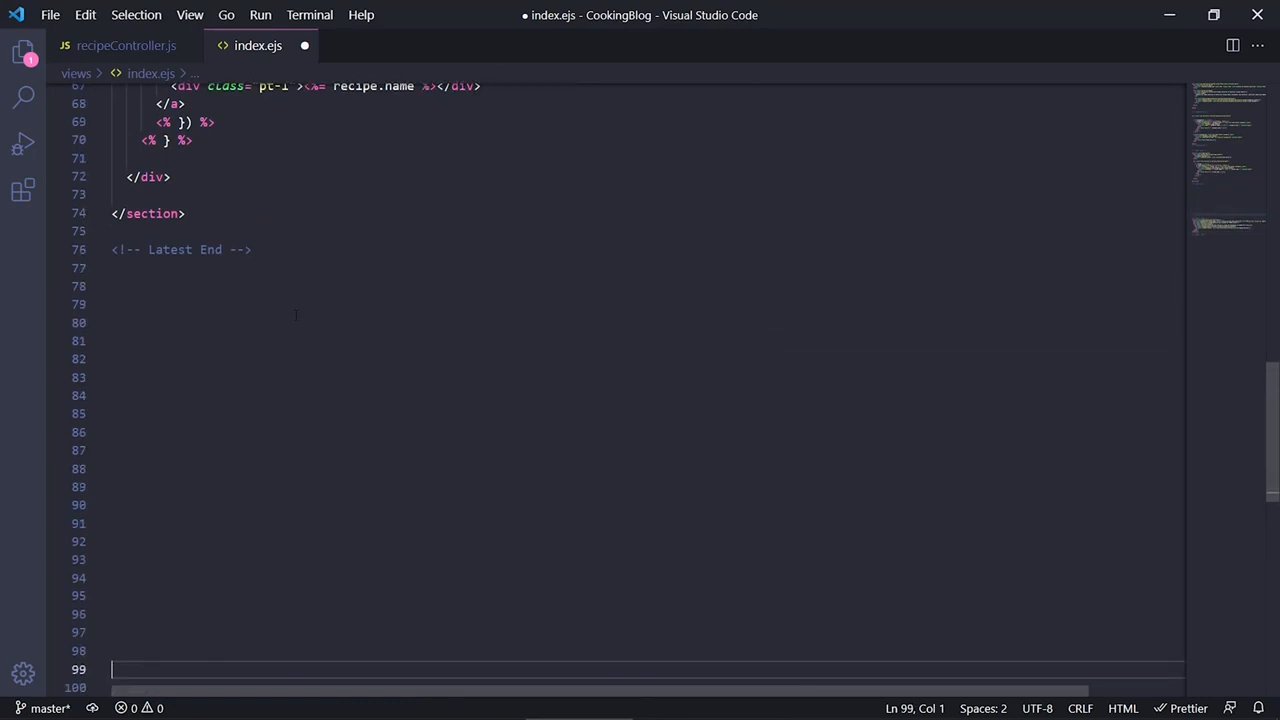 File Edit Selection View Go Run Terminal Help
● index.ejs - CookingBlog - Visual Studio Code
JS recipeController.js
<> index.ejs ●
1
views > <> index.ejs > ...
67 <div class="pt-1"><%= recipe.name %></div>
68 </a>
69 <% }) %>
70 <% } %>
71
72 </div>
73
74 </section>
75
76 <!-- Latest End -->
77
78
79
80
81
82
83
84
85
86
87
88
89
90
91
92
93
94
95
96
97
98
99
100
master* 0 0 Ln 99, Col 1 Spaces: 2 UTF-8 CRLF HTML Prettier